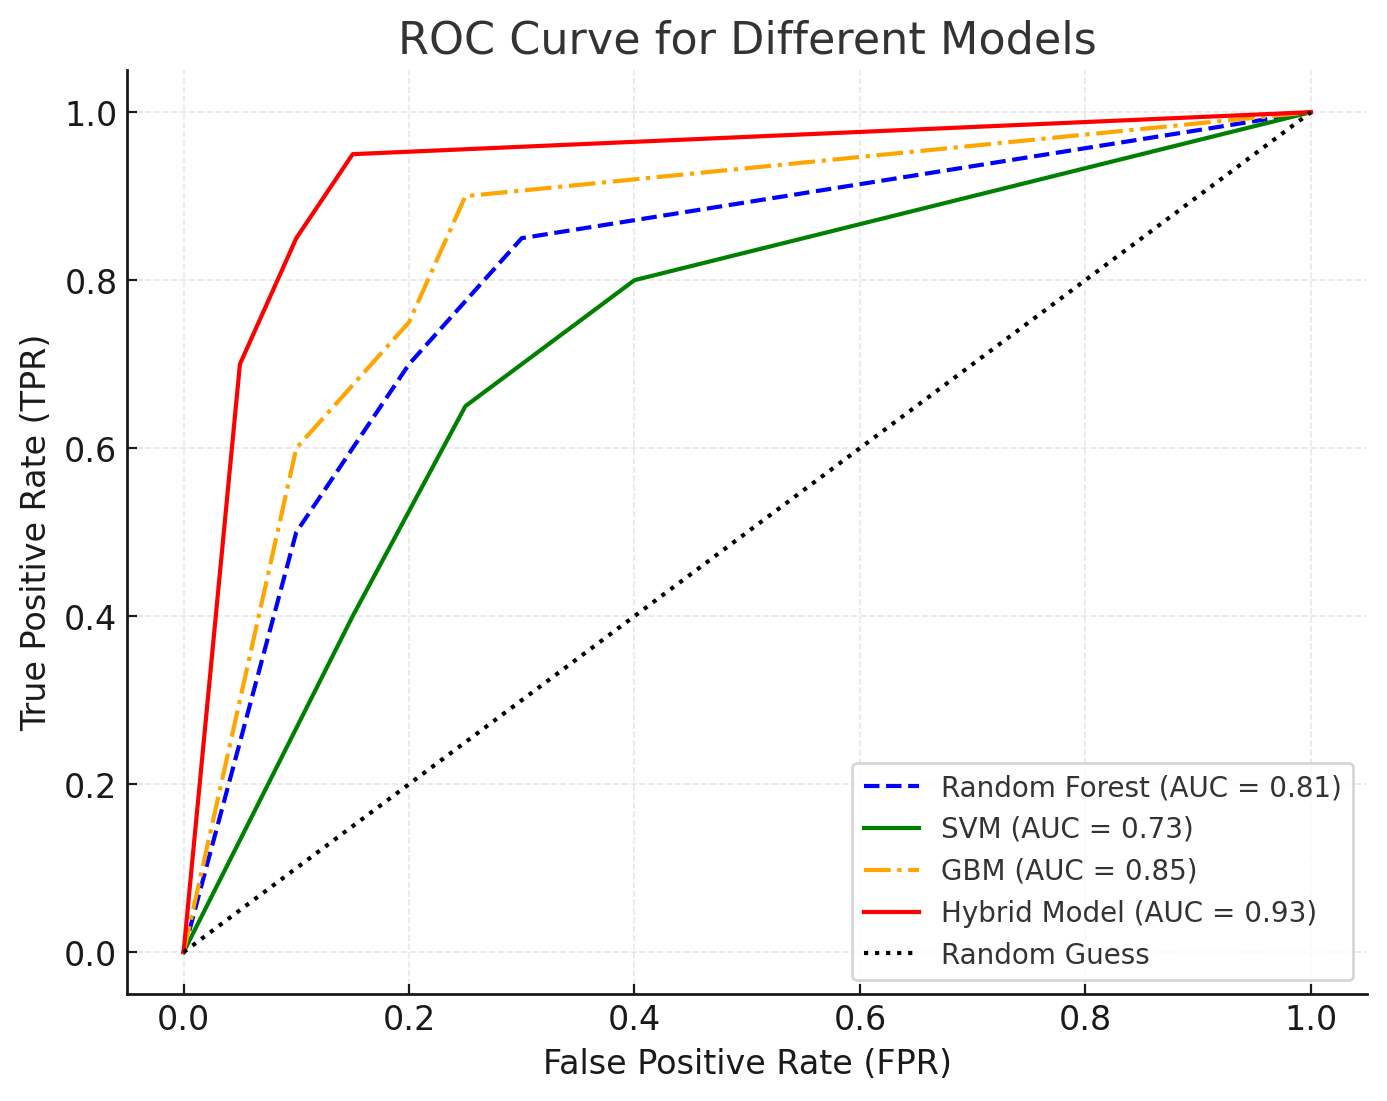 ROC Curve for Different Models
True Positive Rate (TPR)
1.0
0.8
0.6
0.4
0.2
0.0
Random Forest (AUC = 0.81)
SVM (AUC = 0.73)
GBM (AUC = 0.85)
Hybrid Model (AUC = 0.93)
Random Guess
0.0 0.2 0.4 0.6 0.8 1.0
False Positive Rate (FPR)